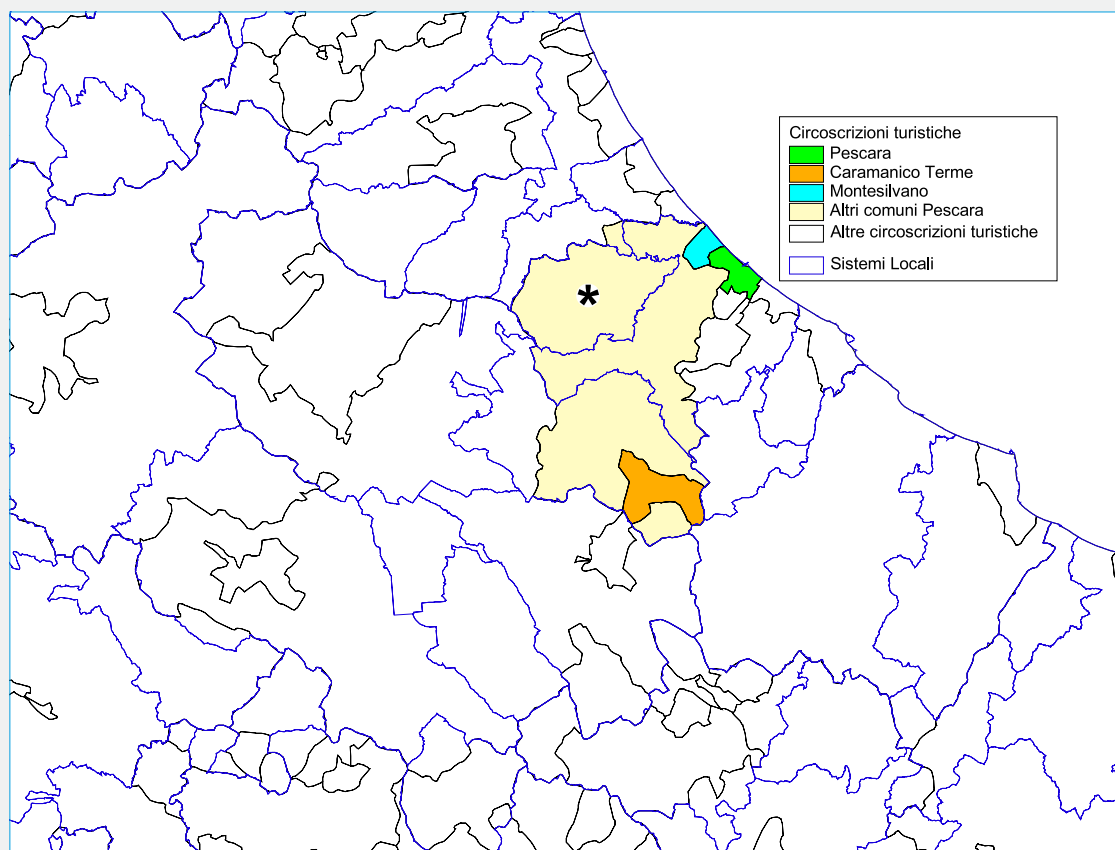 Circoscrizioni turistiche
Pescara
Caramanico Terme
Montesilvano
Altri comuni Pescara
Altre circoscrizioni turistiche
Sistemi Locali
*